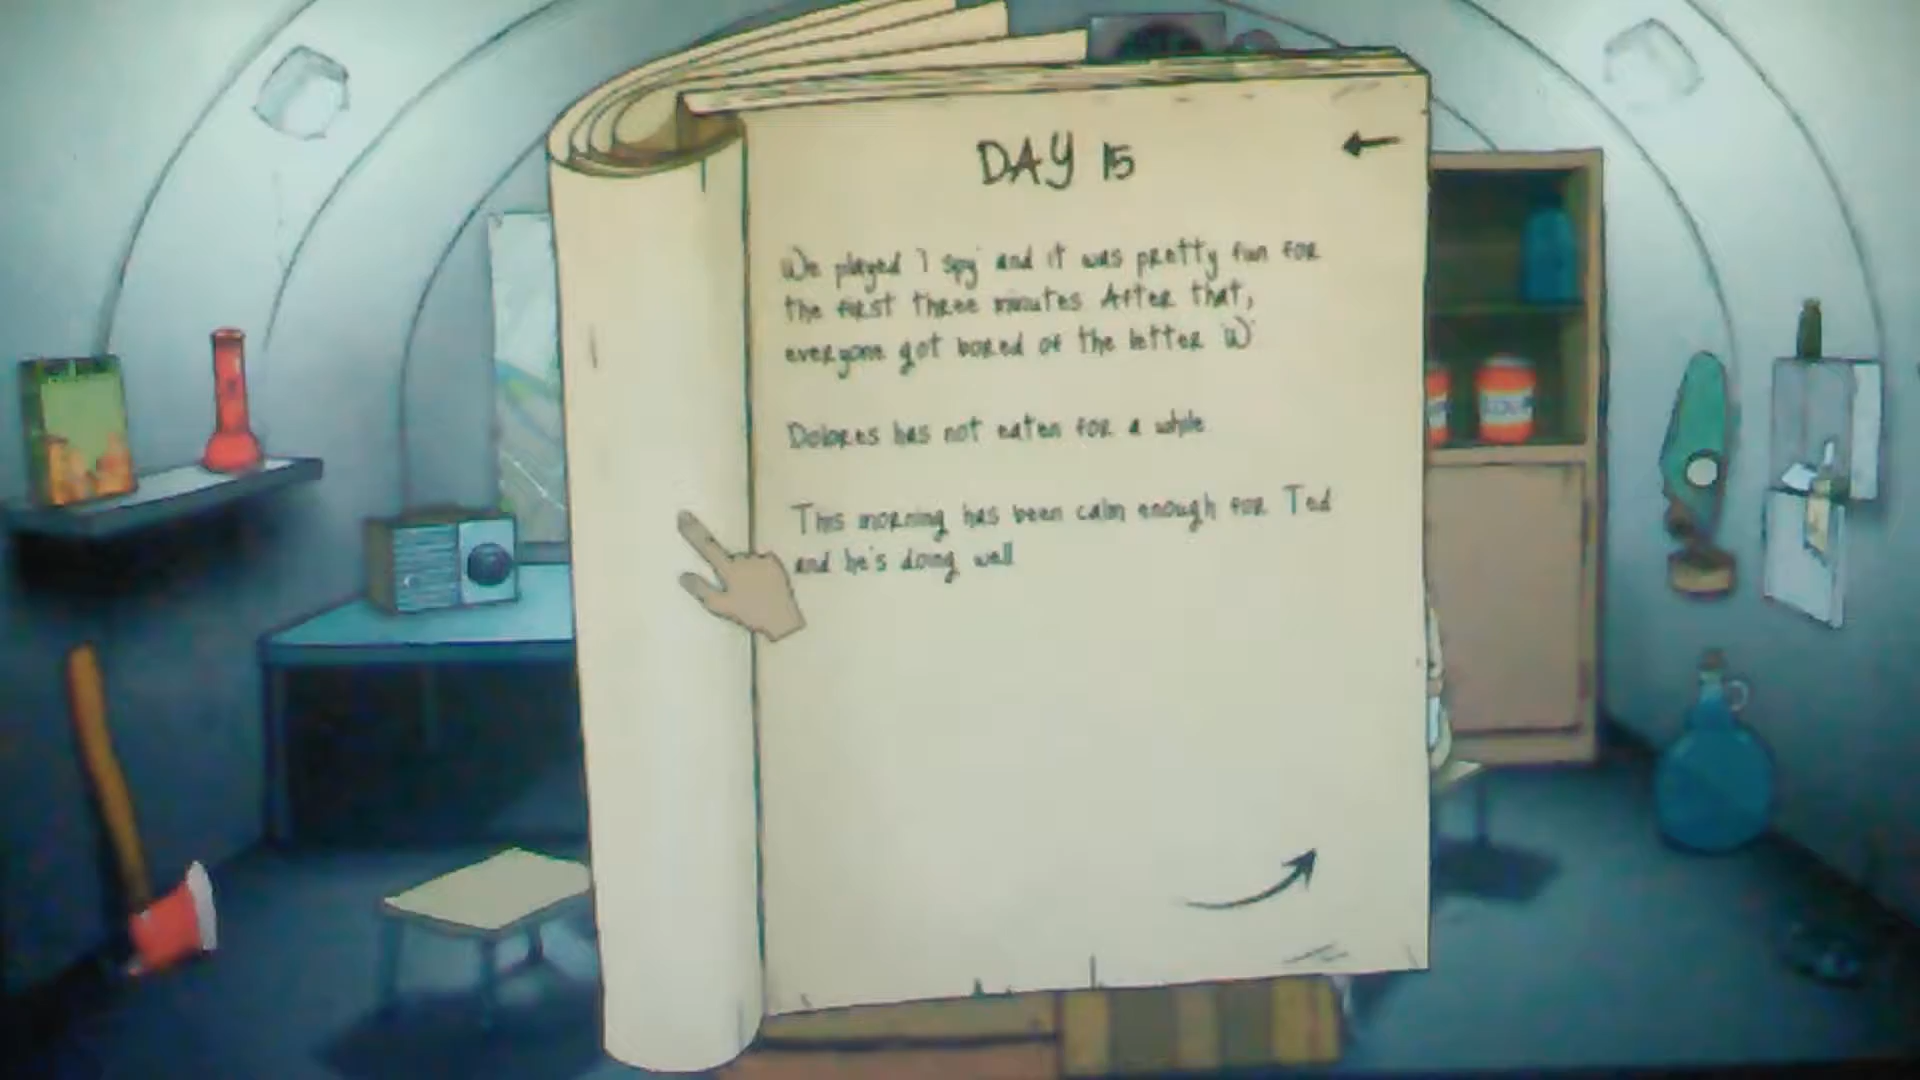 DAY 15
We played 'I spy' and it was pretty fun for
the first three minutes After that,
everyone got bored of the letter 'W'
Dolores has not eaten for a while
This morning has been calm enough for Ted
and he's doing well
SOUP